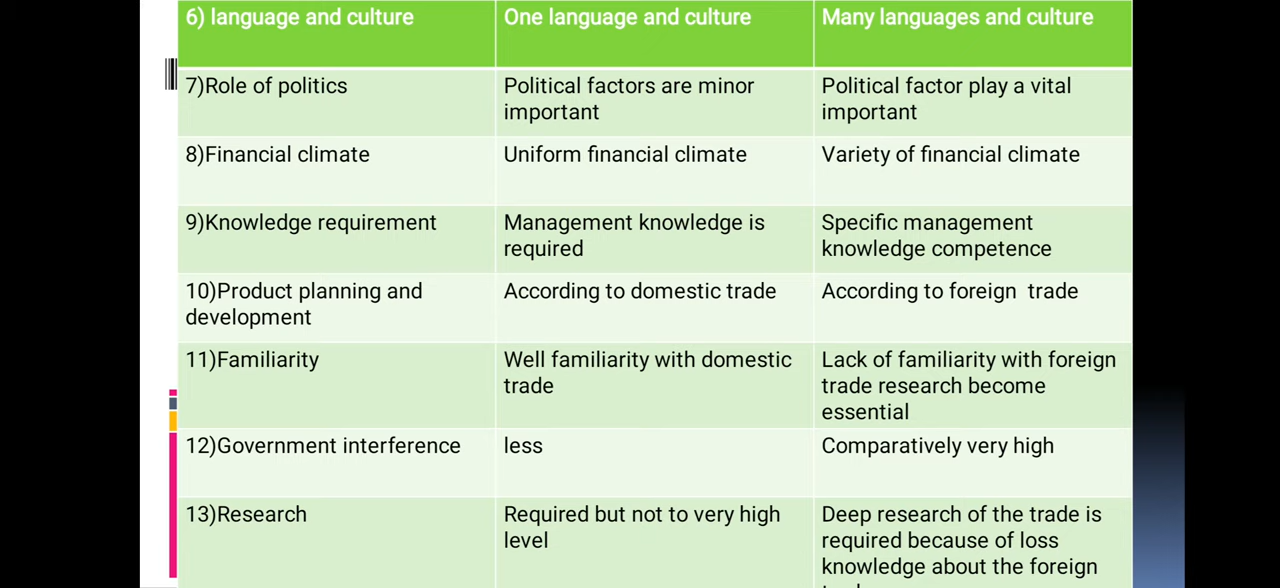 6) language and culture
One language and culture
Many languages and culture
7)Role of politics
Political factors are minor
important
Political factor play a vital
important
8)Financial climate
Uniform financial climate
Variety of financial climate
9)Knowledge requirement
Management knowledge is
required
Specific management
knowledge competence
10)Product planning and
development
According to domestic trade
According to foreign  trade
11)Familiarity
Well familiarity with domestic
trade
Lack of familiarity with foreign
trade research become
essential
12)Government interference
less
Comparatively very high
13)Research
Required but not to very high
level
Deep research of the trade is
required because of loss
knowledge about the foreign